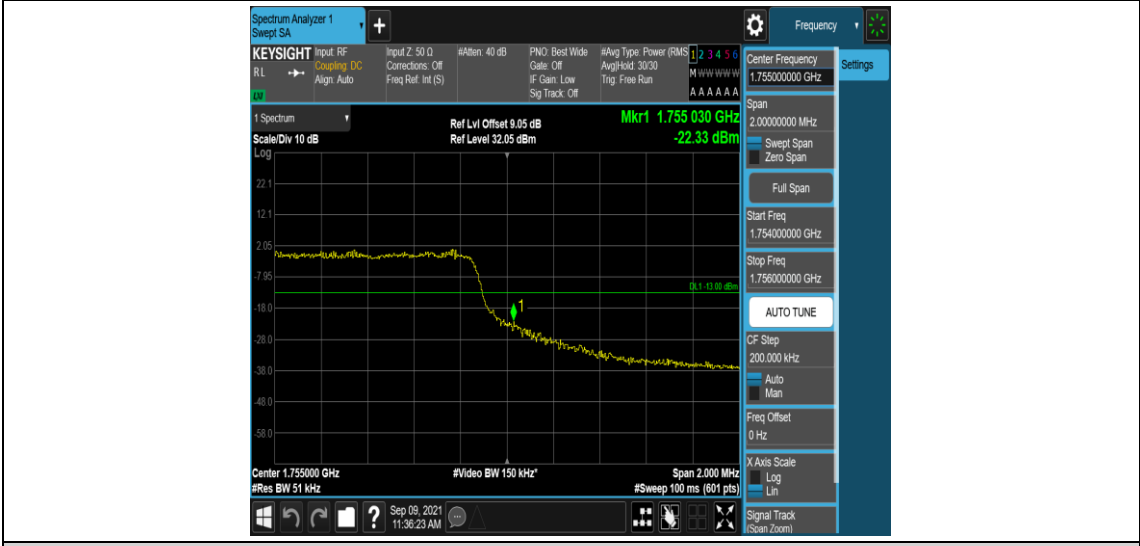 Spectrum Analyzer 1
Swept SA
+
Frequency
KEYSIGHT
RL
LM
Input: RF
Coupling: DC
Align: Auto
Input Z: 50 Ω
Corrections: Off
Freq Ref: Int (S)
#Atten: 40 dB
PNO: Best Wide
Gate: Off
IF Gain: Low
Sig Track: Off
#Avg Type: Power (RMS
Avg|Hold: 30/30
Trig: Free Run
1 2 3 4 5 6
M W W W W W
A A A A A A
1 Spectrum
Scale/Div 10 dB
Log
Ref Lvl Offset 9.05 dB
Ref Level 32.05 dBm
Mkr1 1.755 030 GHz
-22.33 dBm
22.1
12.1
2.05
-7.95
-18.0
-28.0
-38.0
-48.0
-58.0
DL1 -13.00 dBm
1
Center 1.755000 GHz
#Res BW 51 kHz
#Video BW 150 kHz*
Span 2.000 MHz
#Sweep 100 ms (601 pts)
Center Frequency
1.755000000 GHz
Settings
Span
2.00000000 MHz
Swept Span
Zero Span
Full Span
Start Freq
1.754000000 GHz
Stop Freq
1.756000000 GHz
AUTO TUNE
CF Step
200.000 kHz
Auto
Man
Freq Offset
0 Hz
X Axis Scale
Log
Lin
Signal Track
(Span Zoom)
?
Sep 09, 2021
11:36:23 AM